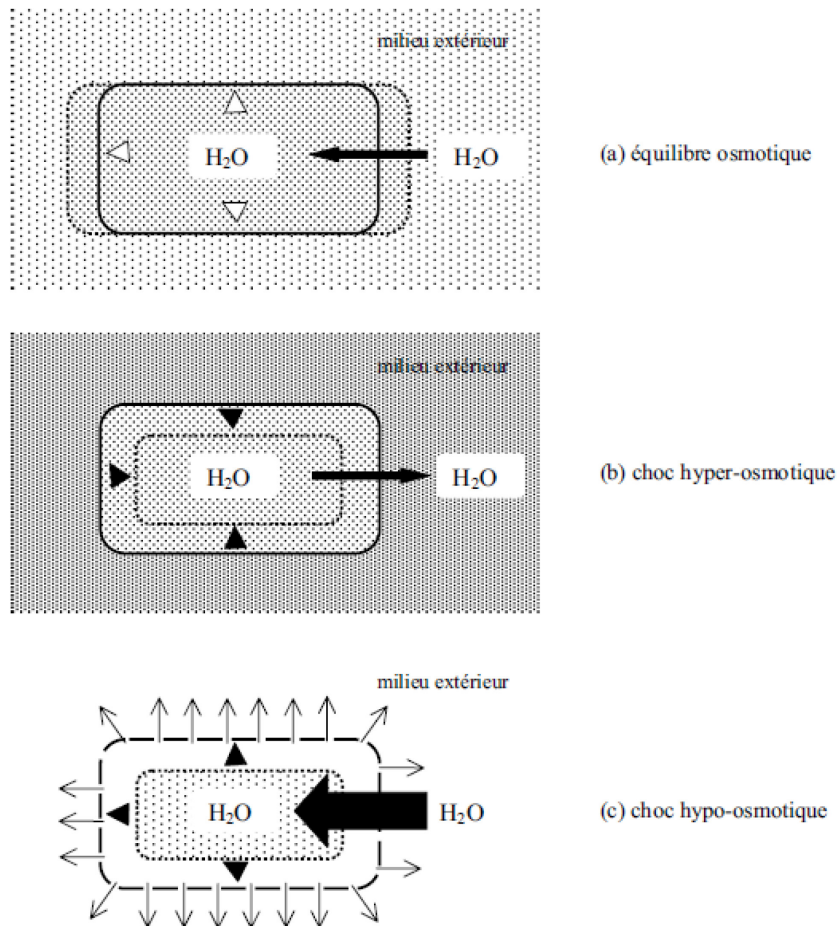 milieu extérieur
H₂O H₂O (a) équilibre osmotique
milieu extérieur
H₂O H₂O (b) choc hyper-osmotique
milieu extérieur
H₂O H₂O (c) choc hypo-osmotique